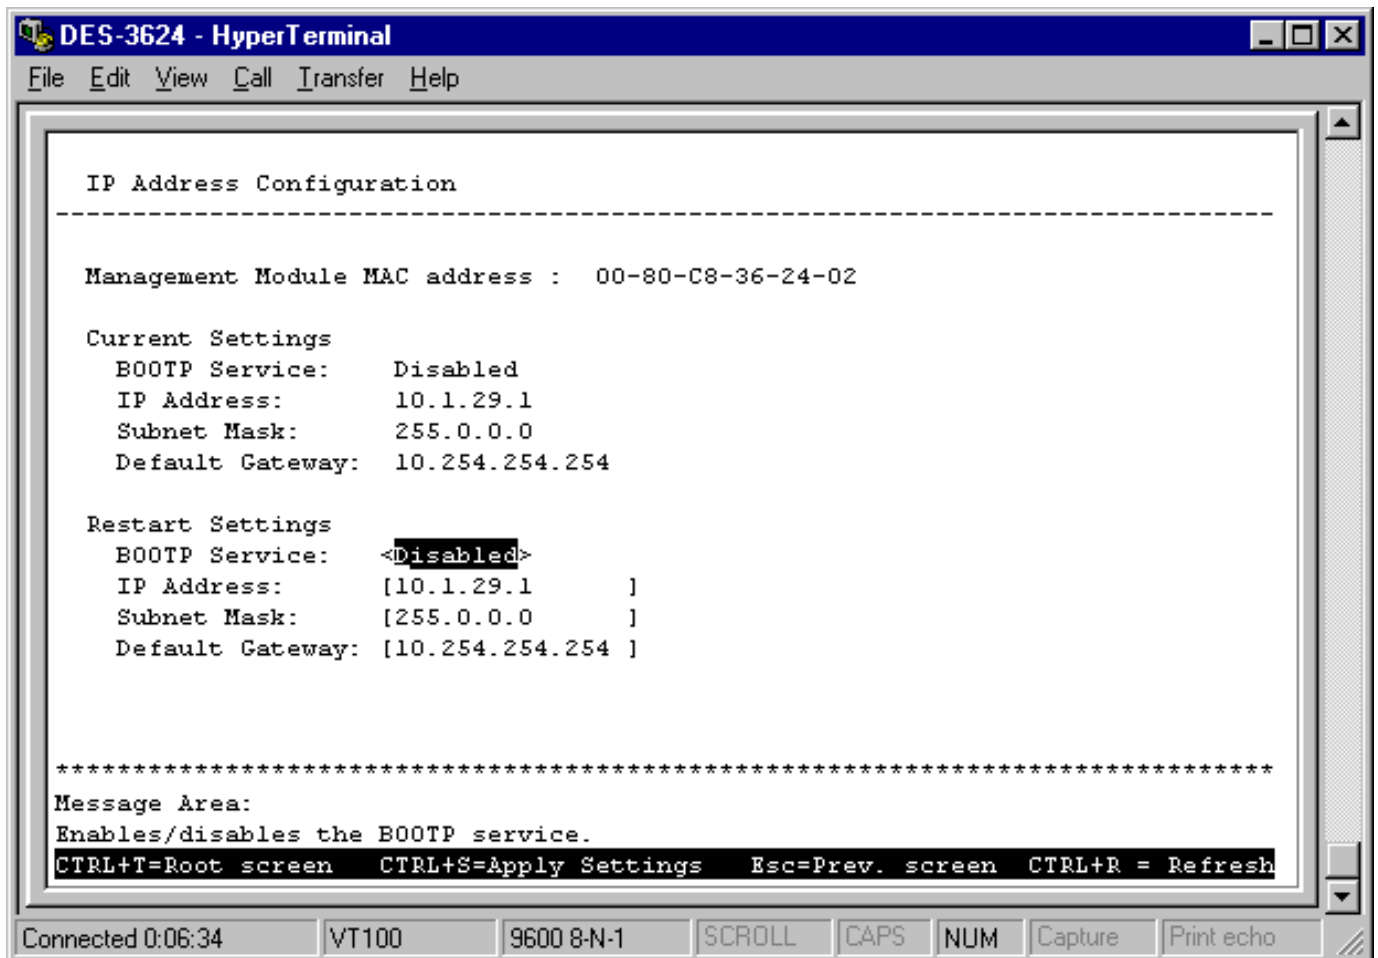 DES-3624 - HyperTerminal
File Edit View Call Transfer Help
IP Address Configuration
-------------------------------------------------------------------------------
Management Module MAC address :  00-80-C8-36-24-02
Current Settings
BOOTP Service:    Disabled
IP Address:       10.1.29.1
Subnet Mask:      255.0.0.0
Default Gateway:  10.254.254.254
Restart Settings
BOOTP Service:   <Disabled>
IP Address:      [10.1.29.1      ]
Subnet Mask:     [255.0.0.0      ]
Default Gateway: [10.254.254.254 ]
*******************************************************************************
Message Area:
Enables/disables the BOOTP service.
CTRL+T=Root screen   CTRL+S=Apply Settings   Esc=Prev. screen  CTRL+R = Refresh
Connected 0:06:34 VT100 9600 8-N-1 SCROLL CAPS NUM Capture Print echo